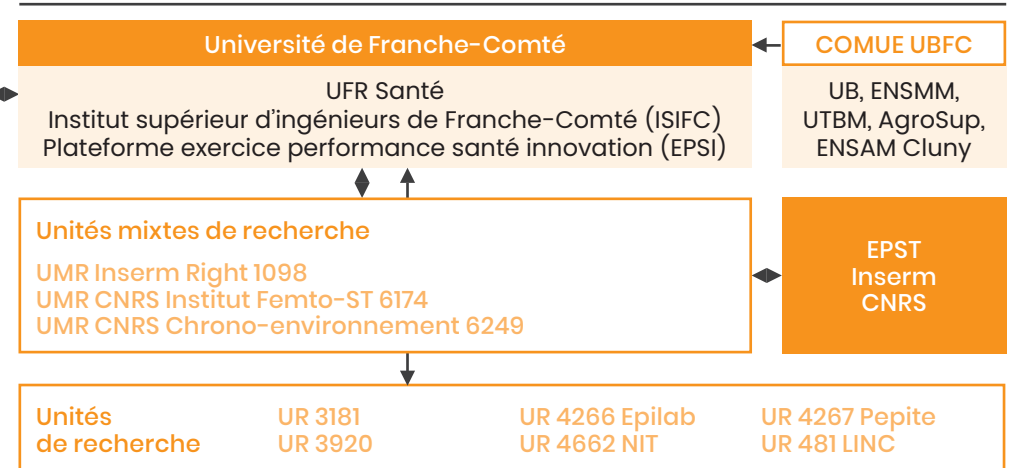 Université de Franche-Comté
COMUE UBFC
UFR Santé
Institut supérieur d'ingénieurs de Franche-Comté (ISIFC)
Plateforme exercice performance santé innovation (EPSI)
UB, ENSMM,
UTBM, AgroSup,
ENSAM Cluny
Unités mixtes de recherche
UMR Inserm Right 1098
UMR CNRS Institut Femto-ST 6174
UMR CNRS Chrono-environnement 6249
EPST
Inserm
CNRS
Unités
de recherche
UR 3181
UR 3920
UR 4266 Epilab
UR 4662 NIT
UR 4267 Pepite
UR 481 LINC